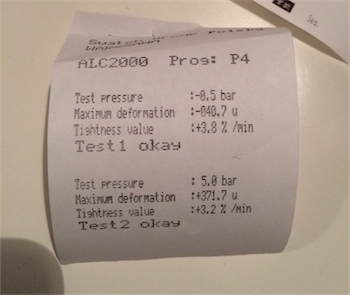 Polska
ALC2000 Prog: P4
Test pressure :-0.5 bar
Maximum deformation :-040.7 u
Tightness value :+3.8 % /min
Test1 okay
Test pressure : 5.0 bar
Maximum deformation :+371.7 u
Tightness value :+3.2 % /min
Test2 okay